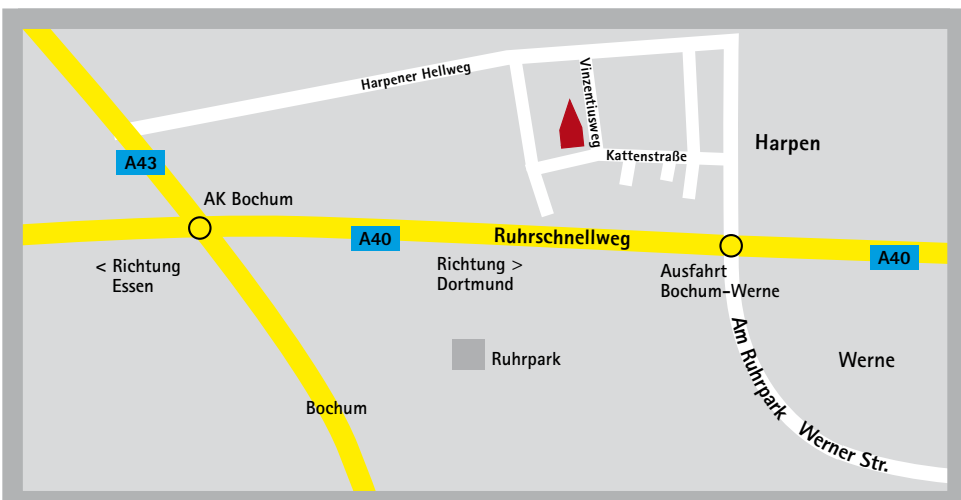 Harpener Hellweg
Vinzentiusweg
Kattenstraße
Harpen
A43
AK Bochum
A40
Ruhrschnellweg
A40
< Richtung
Essen
Richtung >
Dortmund
Ausfahrt
Bochum-Werne
Ruhrpark
Am Ruhrpark
Werne
Bochum
Werner Str.